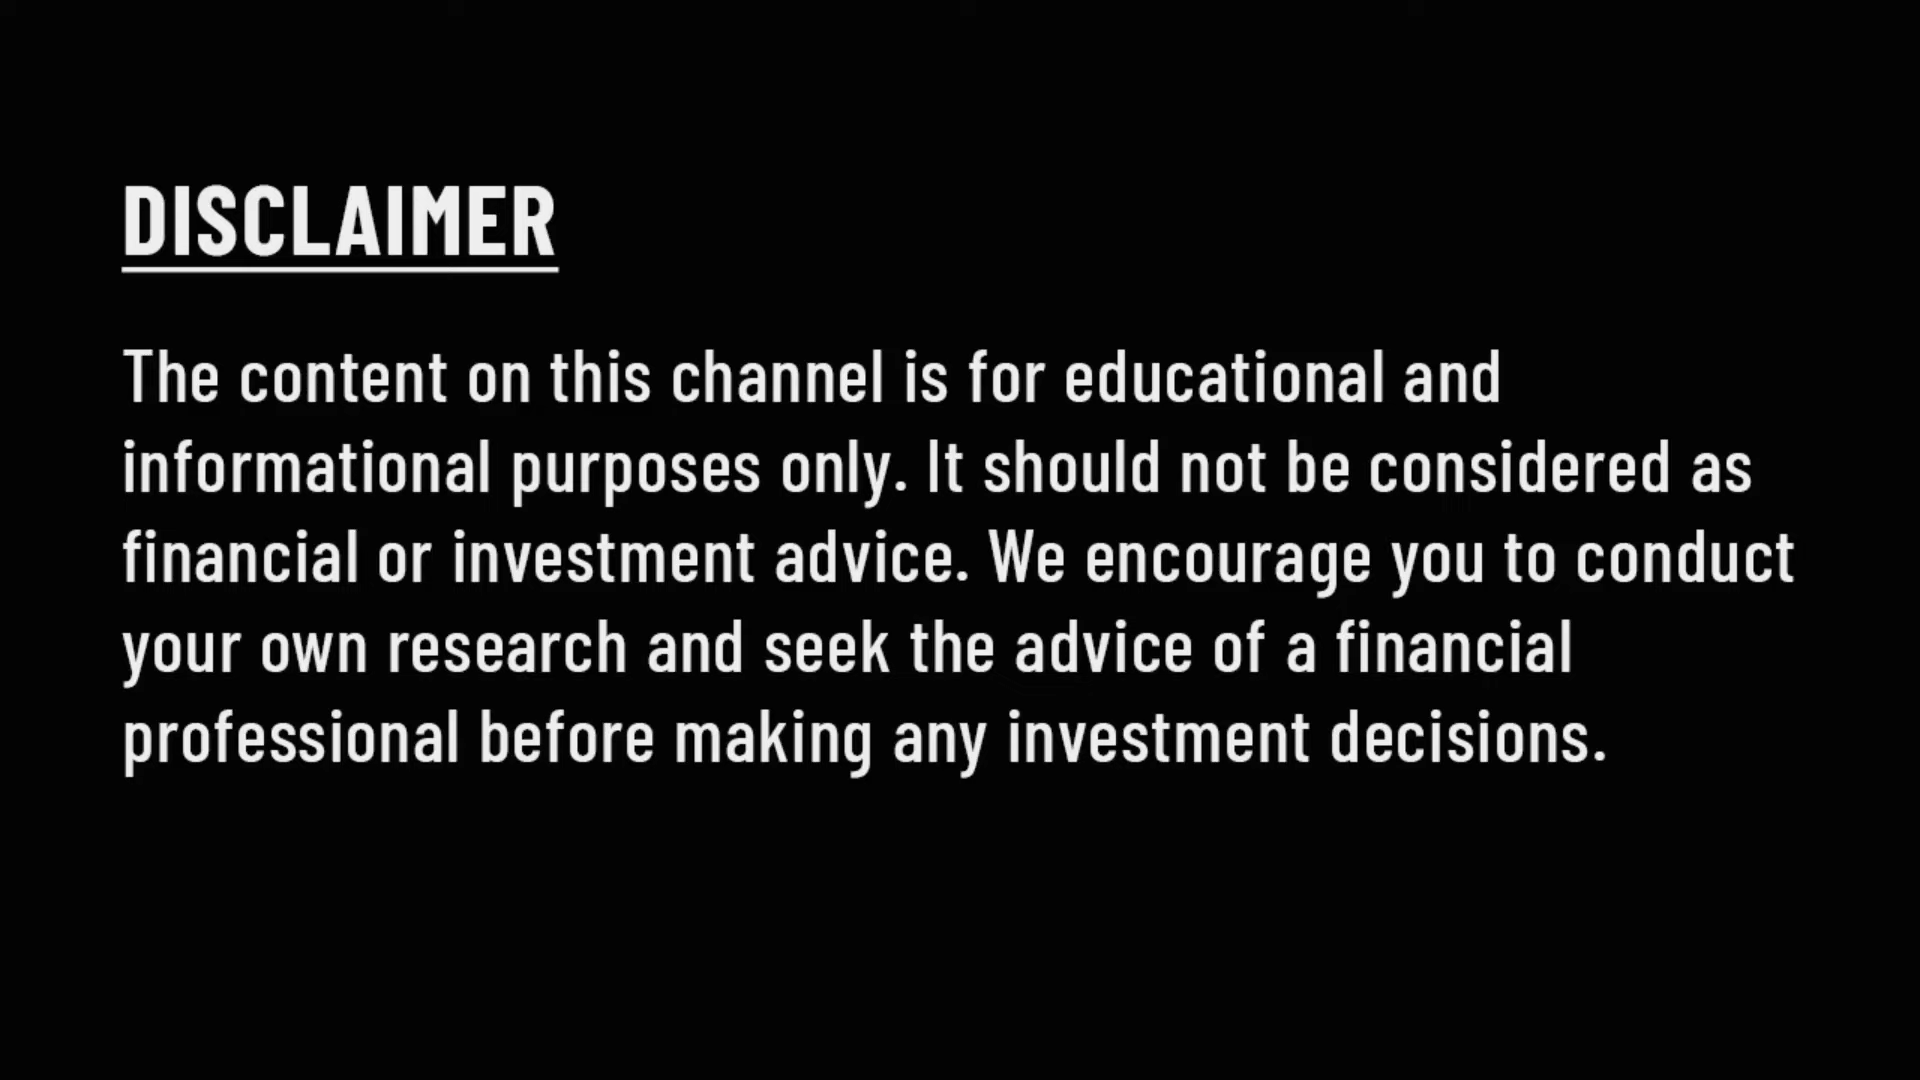 DISCLAIMER
The content on this channel is for educational and
informational purposes only. It should not be considered as
financial or investment advice. We encourage you to conduct
your own research and seek the advice of a financial
professional before making any investment decisions.